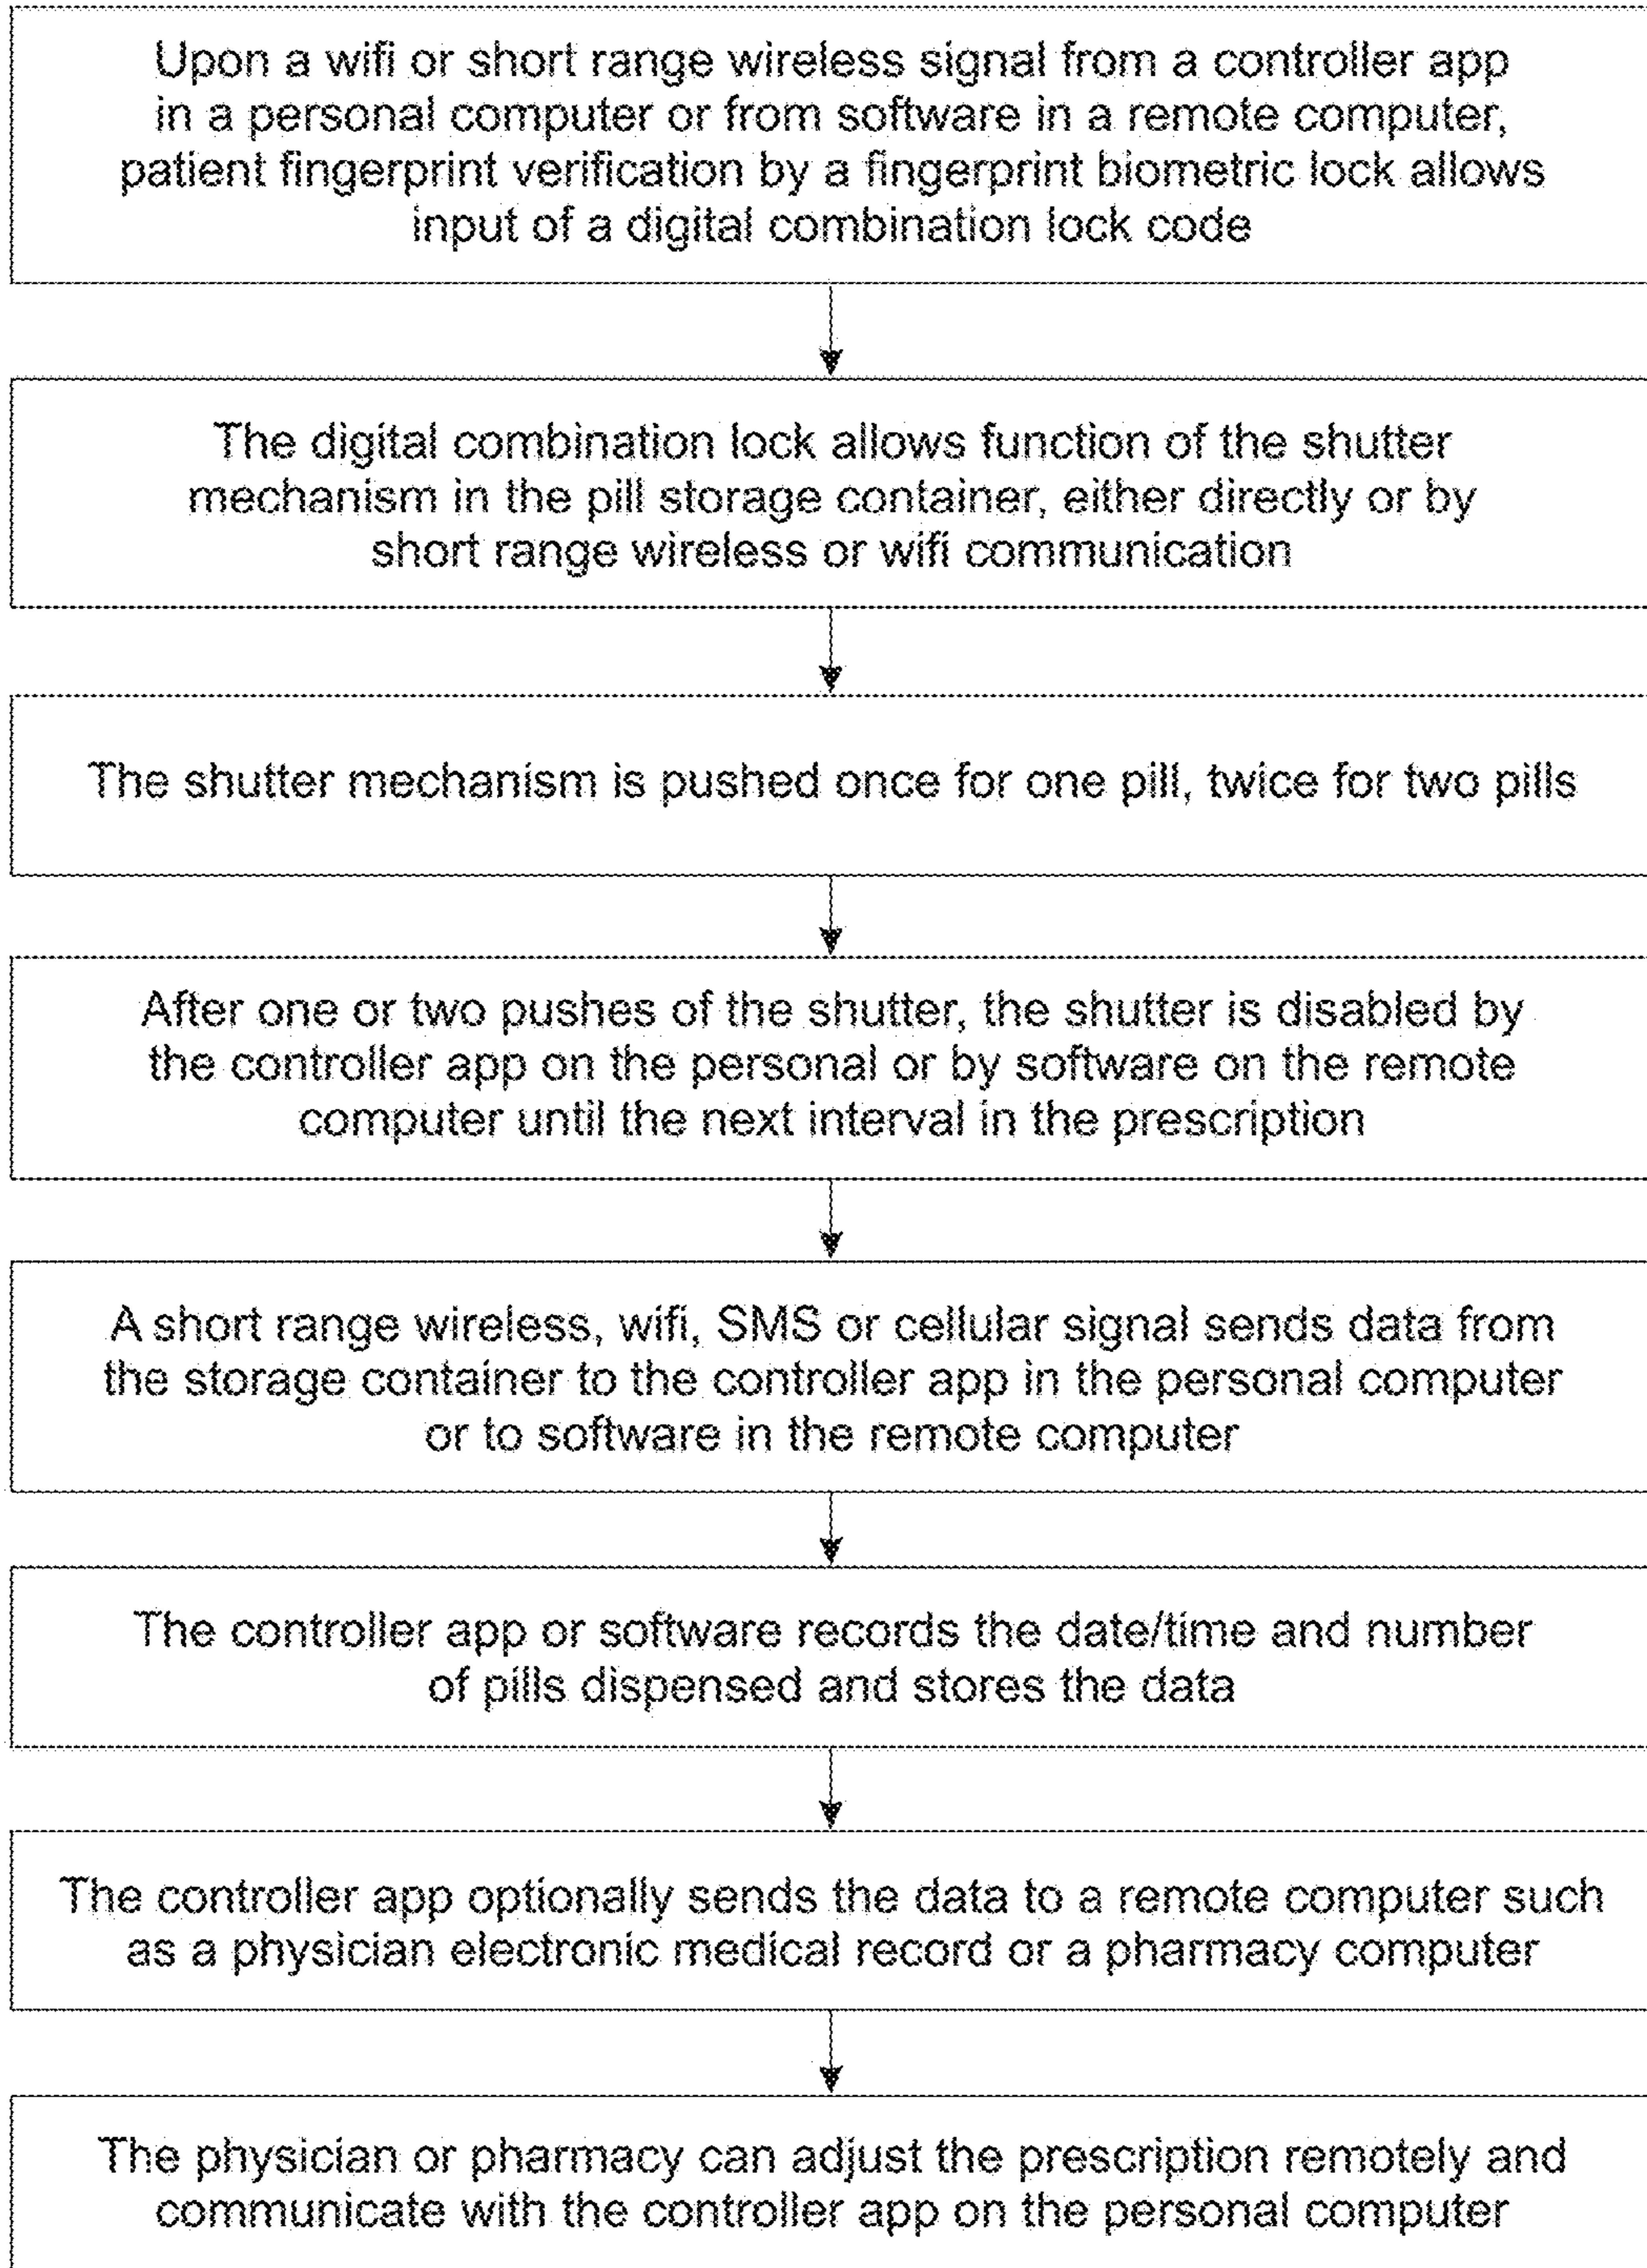 Upon a wifi or short range wireless signal from a controller app
in a personal computer or from software in a remote computer,
patient fingerprint verification by a fingerprint biometric lock allows
input of a digital combination lock code
The digital combination lock allows function of the shutter
mechanism in the pill storage container, either directly or by
short range wireless or wifi communication
The shutter mechanism is pushed once for one pill, twice for two pills
After one or two pushes of the shutter, the shutter is disabled by
the controller app on the personal or by software on the remote
computer until the next interval in the prescription
A short range wireless, wifi, SMS or cellular signal sends data from
the storage container to the controller app in the personal computer
or to software in the remote computer
The controller app or software records the date/time and number
of pills dispensed and stores the data
The controller app optionally sends the data to a remote computer such
as a physician electronic medical record or a pharmacy computer
The physician or pharmacy can adjust the prescription remotely and
communicate with the controller app on the personal computer